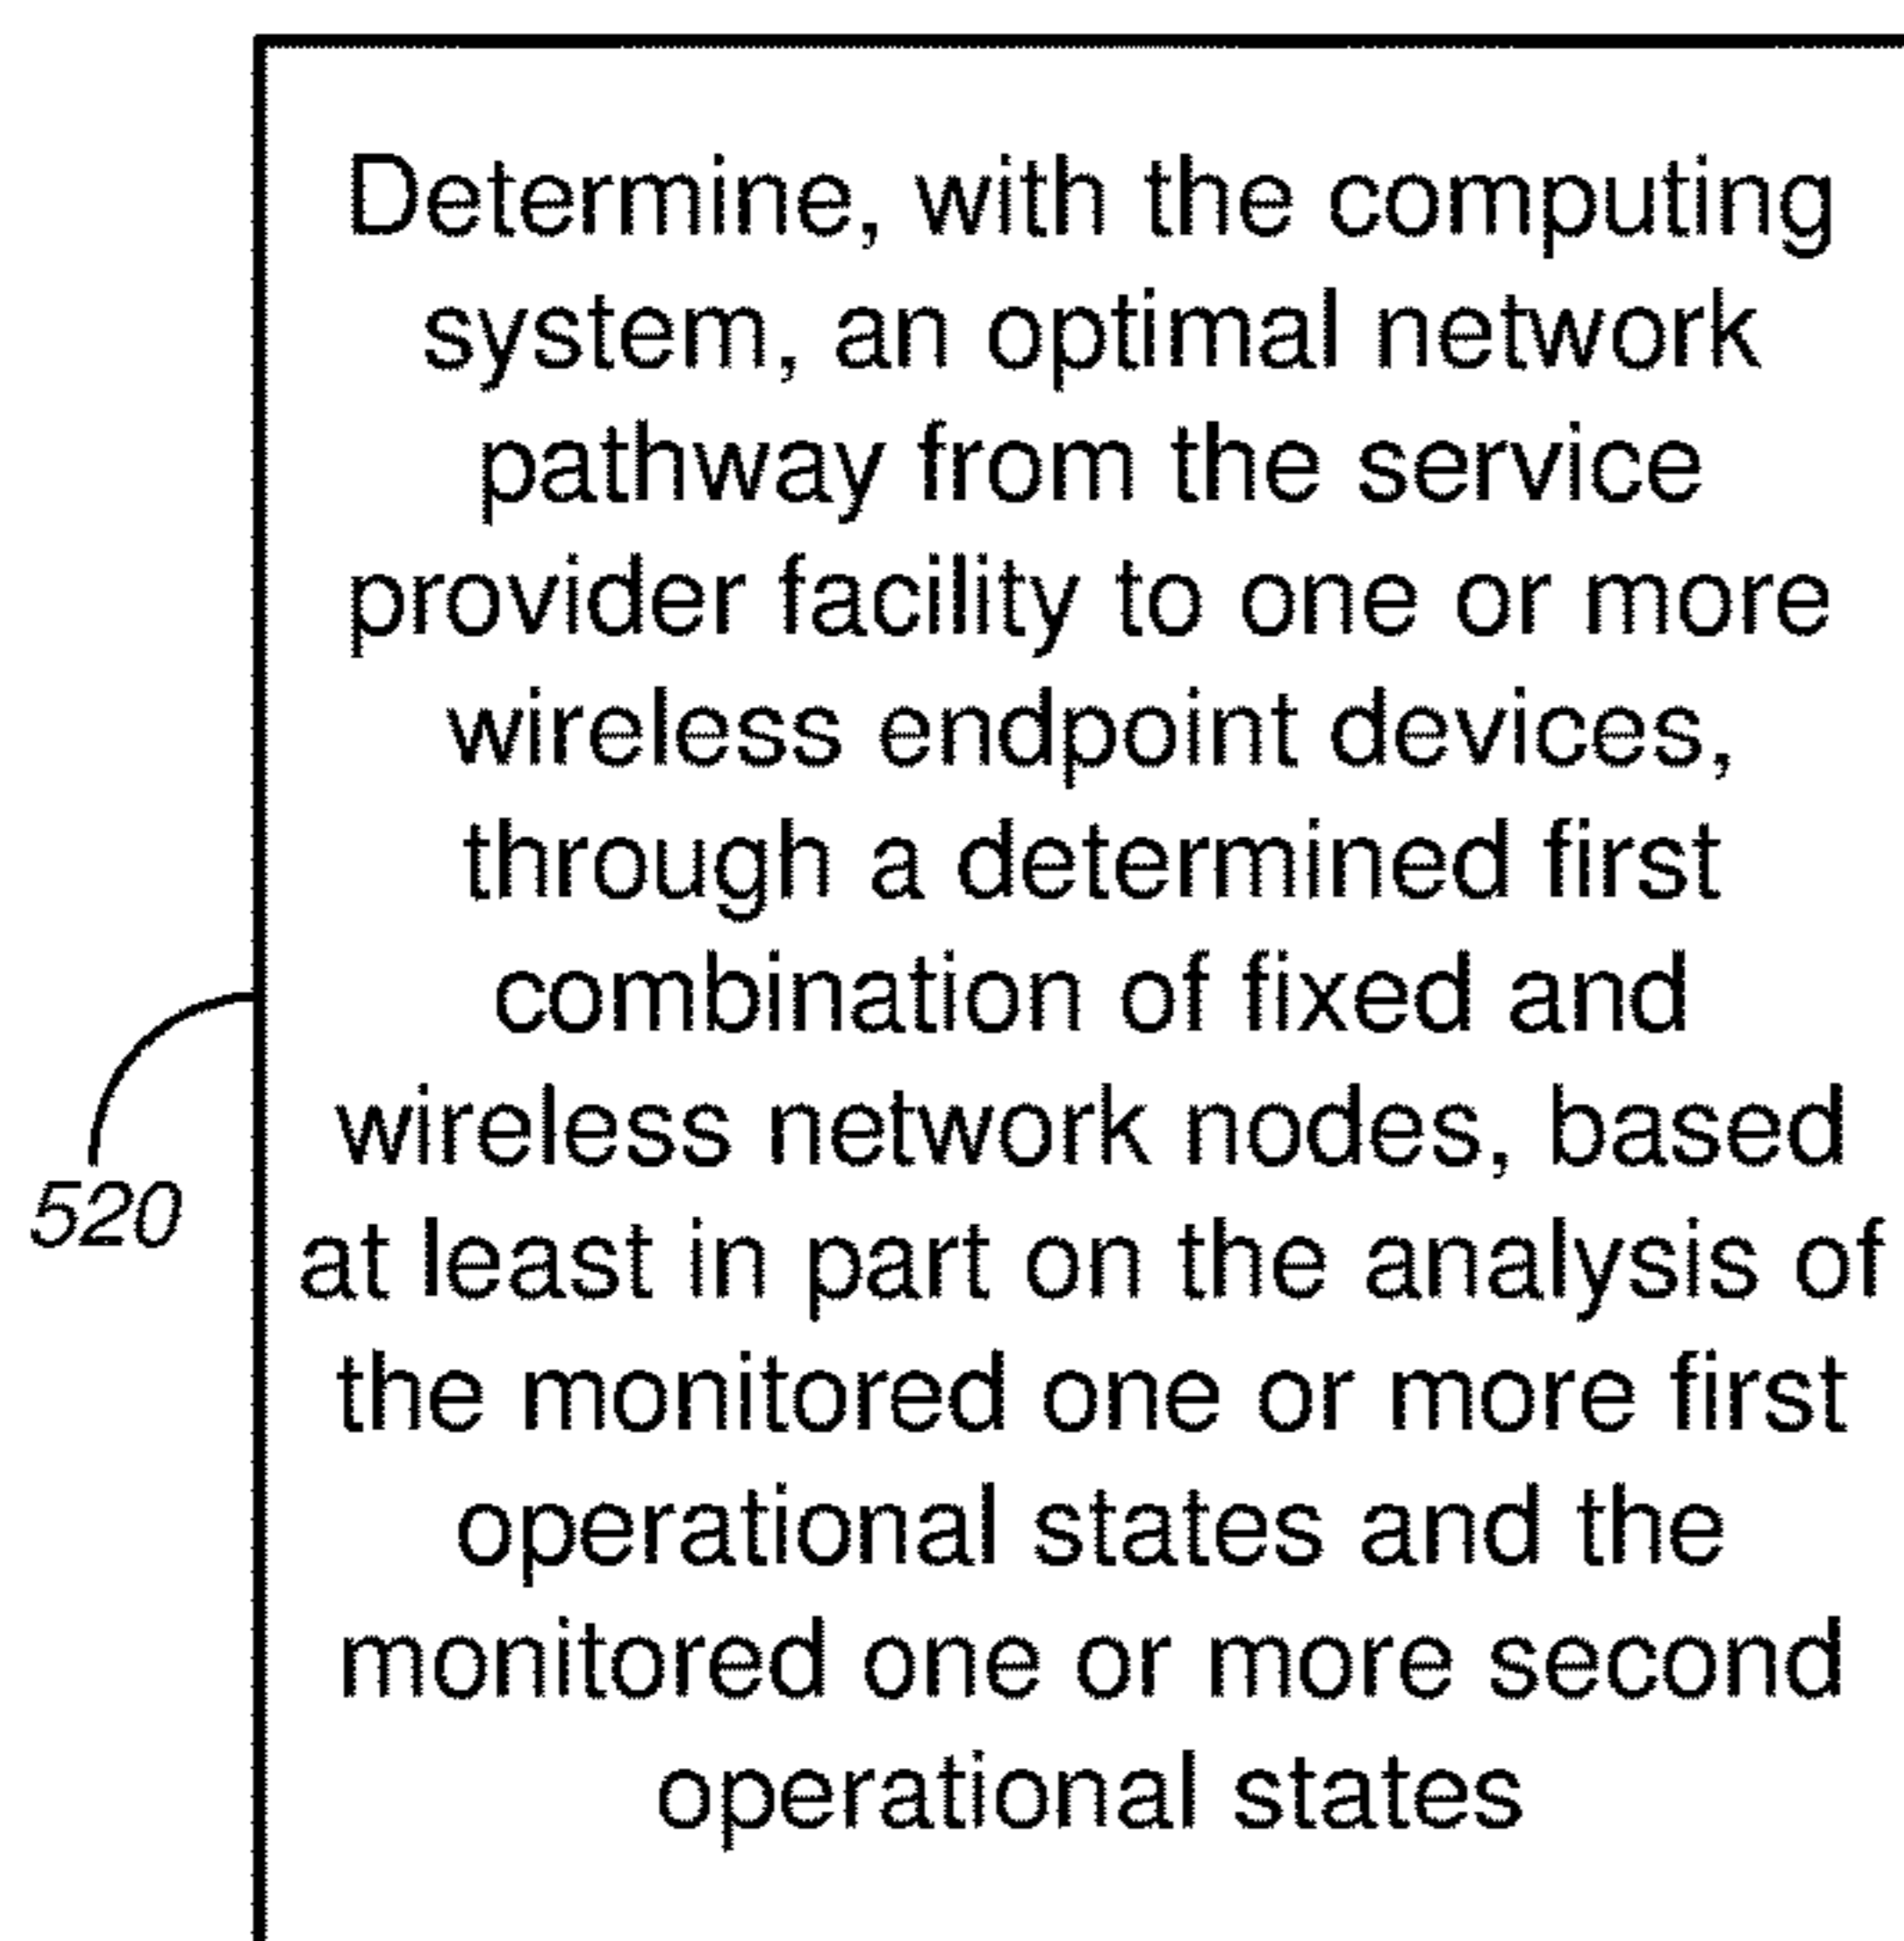 Determine, with the computing
system, an optimal network
pathway from the service
provider facility to one or more
wireless endpoint devices,
through a determined first
combination of fixed and
wireless network nodes, based
at least in part on the analysis of
the monitored one or more first
operational states and the
monitored one or more second
operational states
520